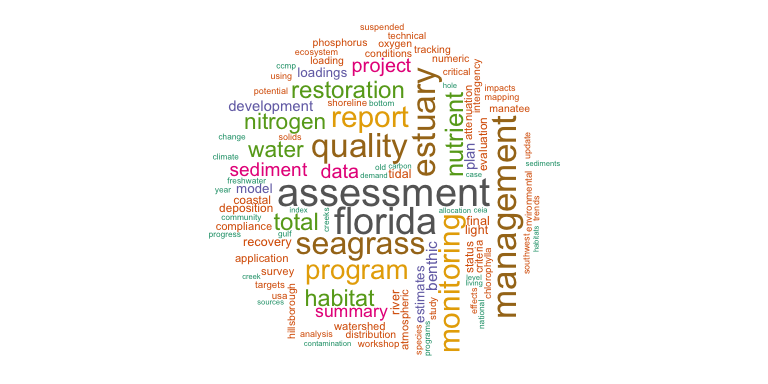 suspended
technical
phosphorus
oxygen
ecosystem
conditions
tracking
ccmp
loading
project
numeric
using
loadings
critical
interagency
potential
restoration
estuary
hole
impacts
development
shoreline
bottom
mapping
nitrogen
report
nutrient
attenuation
manatee
change
solids
quality
plan
evaluation
management
update
water
climate
old
carbon
sediment
data
demand
tidal
case
sediments
freshwater
year
model
assessment
coastal
environmental
deposition
index
allocation
ceia
trends
community
creeks
total
florida
final
compliance
light
progress
gulf
southwest
habitats
recovery
seagrass
monitoring
benthic
status
criteria
application
survey
program
creek
level
living
chlorophylla
targets
estimates
usa
habitat
river
sources
summary
atmospheric
study
effects
national
hillsborough
watershed
analysis
distribution
species
programs
contamination
workshop